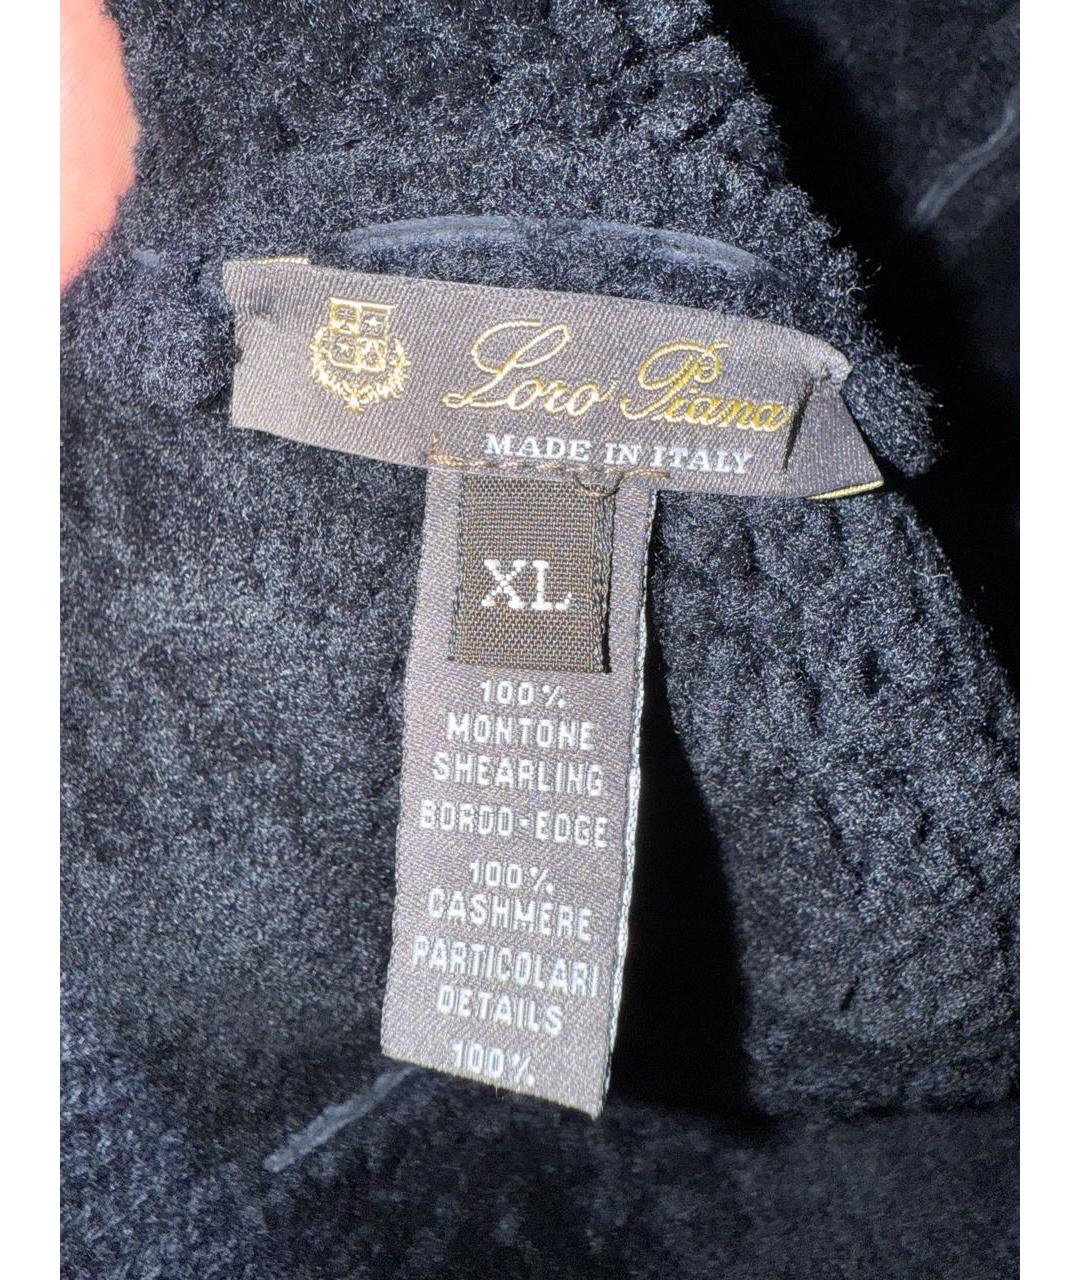 Loro Piana
MADE IN ITALY
XL
100%
MONTONE
SHEARLING
BORDO-EDGE
100%
CASHMERE
PARTICOLARI
DETAILS
100%